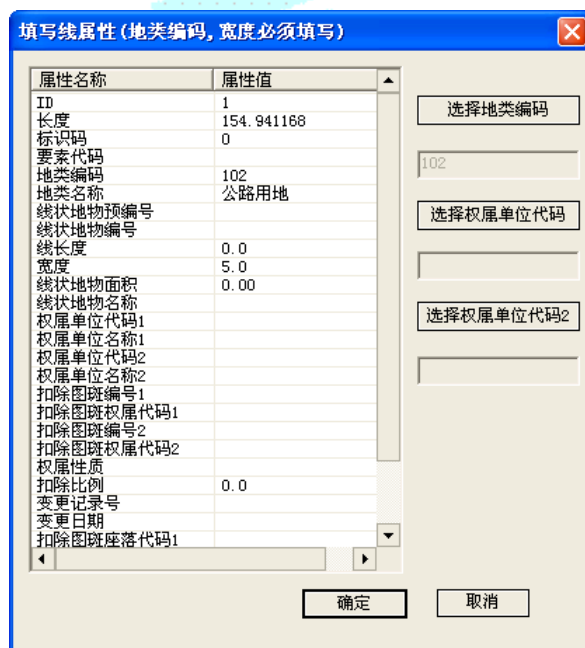 填写线属性(地类编码,宽度必须填写)
属性名称 属性值
ID 1
长度 154.941168
标识码 0
要素代码
地类编码 102
地类名称 公路用地
线状地物预编号
线状地物编号
线长度 0.0
宽度 5.0
线状地物面积 0.00
线状地物名称
权属单位代码1
权属单位名称1
权属单位代码2
权属单位名称2
扣除图斑编号1
扣除图斑权属代码1
扣除图斑编号2
扣除图斑权属代码2
权属性质
扣除比例 0.0
变更记录号
变更日期
扣除图斑座落代码1
选择地类编码
102
选择权属单位代码
选择权属单位代码2
确定 取消